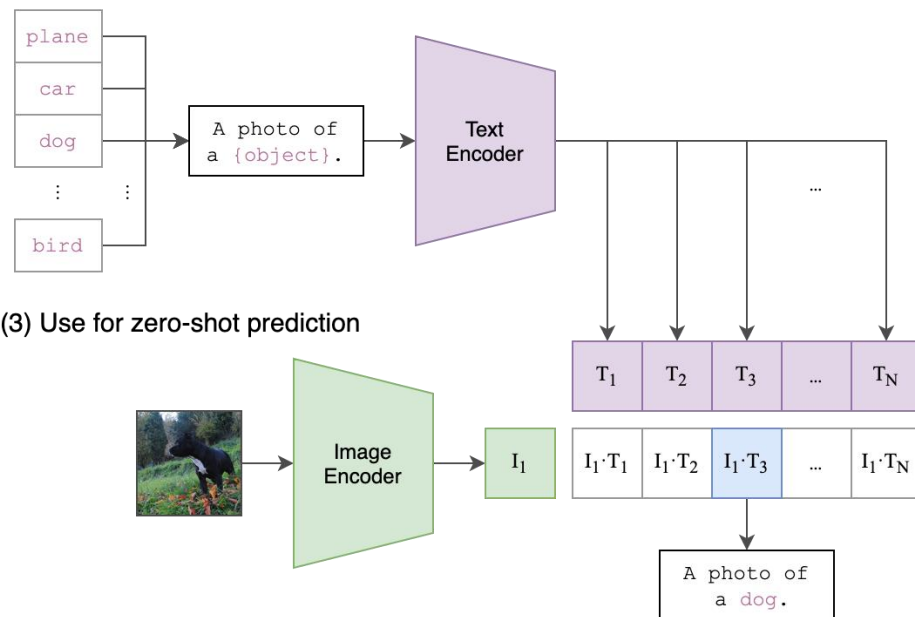 plane
car
dog
⋮ ⋮
bird
A photo of
a {object}.
Text
Encoder
...
(3) Use for zero-shot prediction
T1 T2 T3 ... TN
Image
Encoder
I1
I1·T1 I1·T2 I1·T3 ... I1·TN
A photo of
a dog.